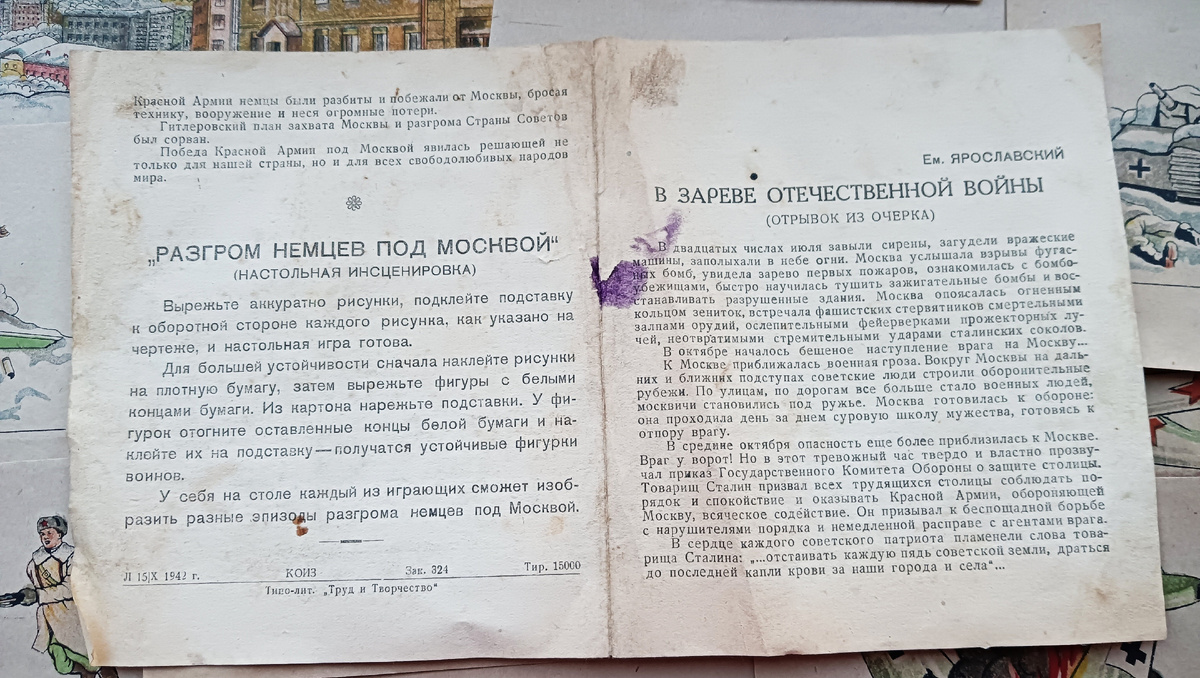 Красной Армии немцы были разбиты и побежали от Москвы, бросая
технику, вооружение и неся огромные потери.
Гитлеровский план захвата Москвы и разгрома Страны Советов
был сорван.
Победа Красной Армии под Москвой явилась решающей не
только для нашей страны, но и для всех свободолюбивых народов
мира.
„РАЗГРОМ НЕМЦЕВ ПОД МОСКВОЙ“
(НАСТОЛЬНАЯ ИНСЦЕНИРОВКА)
Вырежьте аккуратно рисунки, подклейте подставку
к оборотной стороне каждого рисунка, как указано на
чертеже, и настольная игра готова.
Для большей устойчивости сначала наклейте рисунки
на плотную бумагу, затем вырежьте фигуры с белыми
концами бумаги. Из картона нарежьте подставки. У фи-
гурок отогните оставленные концы белой бумаги и на-
клейте их на подставку — получатся устойчивые фигурки
воинов.
У себя на столе каждый из играющих сможет изоб-
разить разные эпизоды разгрома немцев под Москвой.
Л 15|X 1942 г. КОИЗ Зак. 324 Тир. 15000
Типо-лит. „Труд и Творчество“
Ем. ЯРОСЛАВСКИЙ
В ЗАРЕВЕ ОТЕЧЕСТВЕННОЙ ВОЙНЫ
(ОТРЫВОК ИЗ ОЧЕРКА)
В двадцатых числах июля завыли сирены, загудели вражеские
машины, заполыхали в небе огни. Москва услышала взрывы фугас-
ных бомб, увидела зарево первых пожаров, ознакомилась с бомбо-
убежищами, быстро научилась тушить зажигательные бомбы и вос-
станавливать разрушенные здания. Москва опоясалась огненным
кольцом зениток, встречала фашистских стервятников смертельными
залпами орудий, ослепительными фейерверками прожекторных лу-
чей, неотвратимыми стремительными ударами сталинских соколов.
В октябре началось бешеное наступление врага на Москву...
К Москве приближалась военная гроза. Вокруг Москвы на даль-
них и ближних подступах советские люди строили оборонительные
рубежи. По улицам, по дорогам все больше стало военных людей,
москвичи становились под ружье. Москва готовилась к обороне:
она проходила день за днем суровую школу мужества, готовясь к
отпору врагу.
В средине октября опасность еще более приблизилась к Москве.
Враг у ворот! Но в этот тревожный час твердо и властно прозву-
чал приказ Государственного Комитета Обороны о защите столицы.
Товарищ Сталин призвал всех трудящихся столицы соблюдать по-
рядок и спокойствие и оказывать Красной Армии, обороняющей
Москву, всяческое содействие. Он призывал к беспощадной борьбе
с нарушителями порядка и немедленной расправе с агентами врага.
В сердце каждого советского патриота пламенели слова това-
рища Сталина: „...отстаивать каждую пядь советской земли, драться
до последней капли крови за наши города и села“...